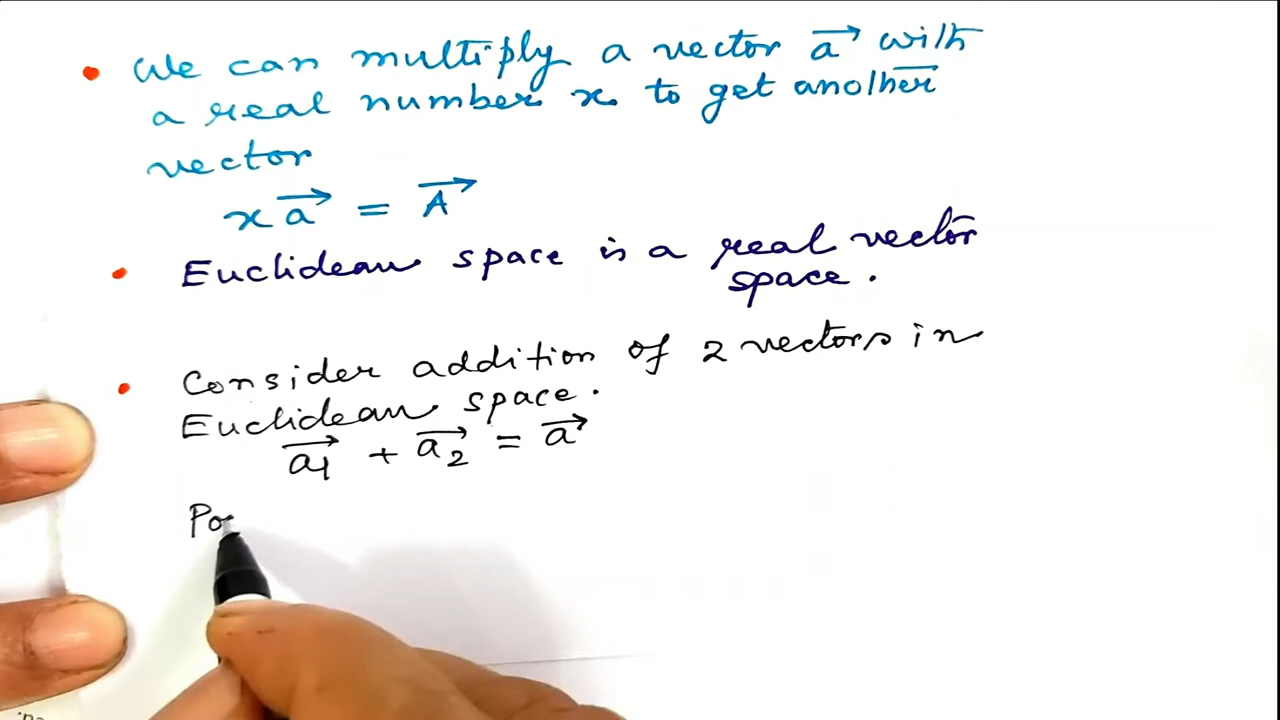 • We can multiply a vector a⃗ with
a real number x to get another
vector
x a⃗ = A⃗
• Euclidean space is a real vector
space.
• Consider addition of 2 vectors in
Euclidean space.
a⃗1 + a⃗2 = a⃗